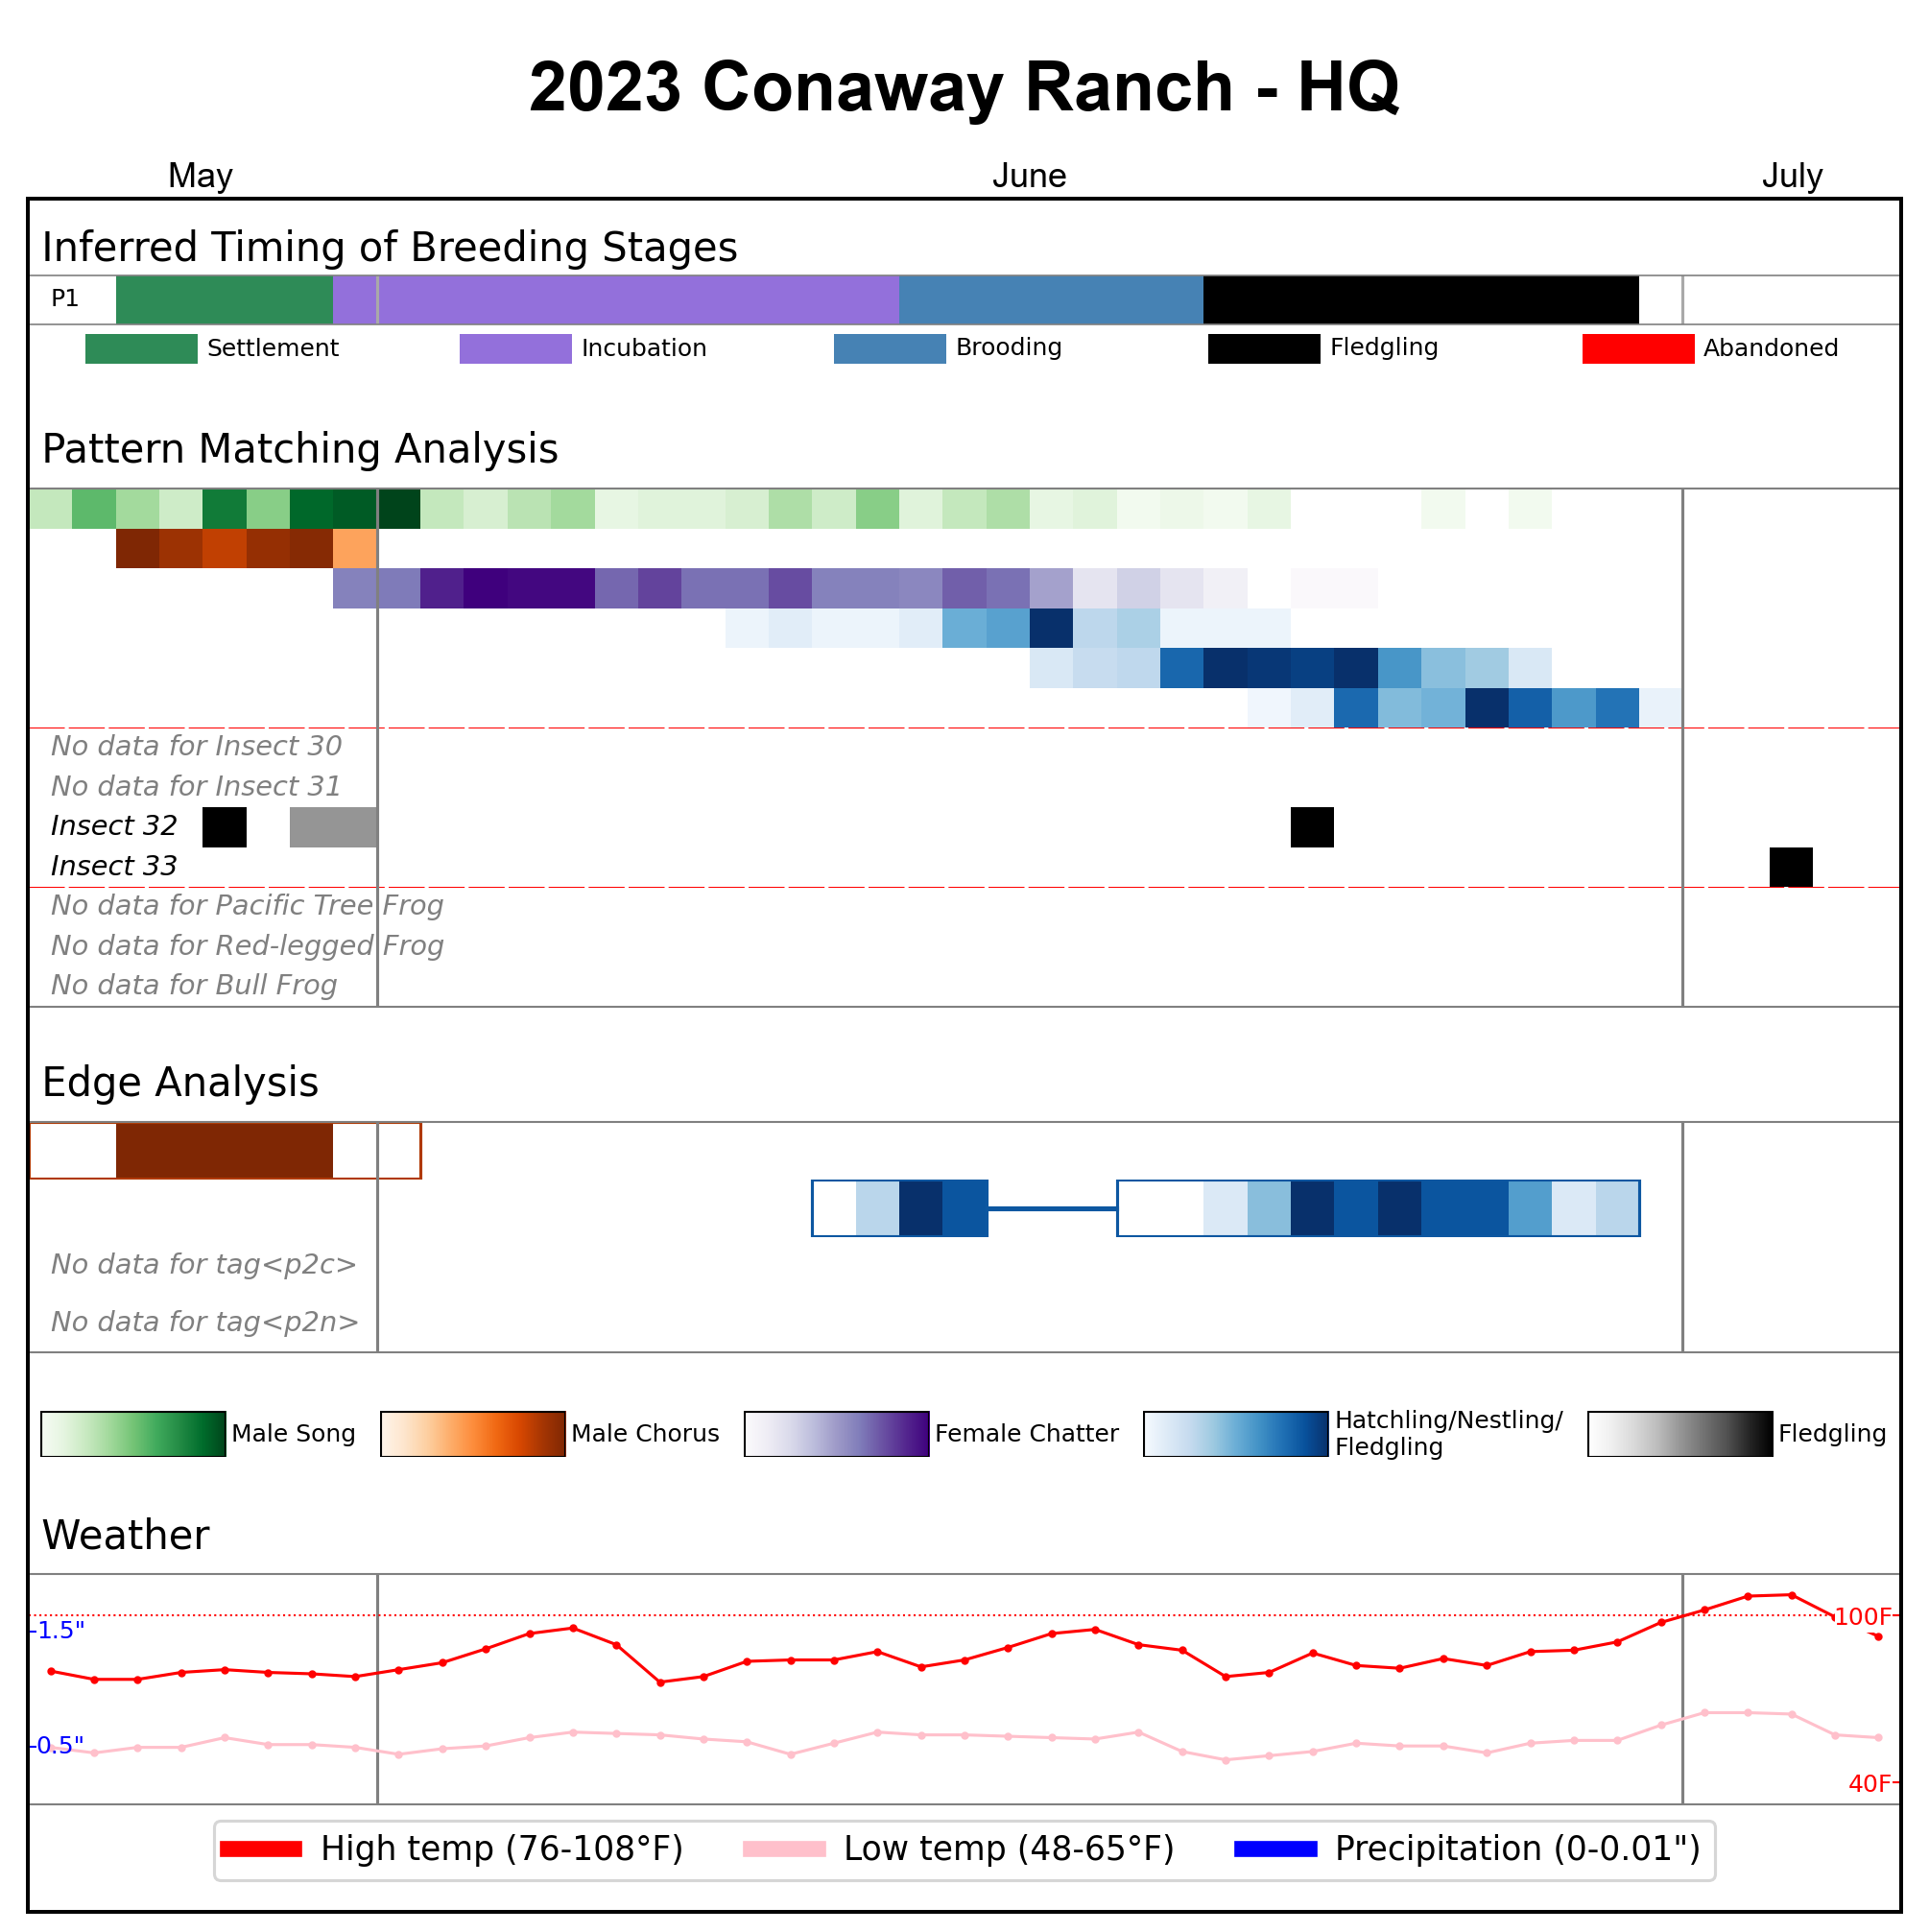 2023 Conaway Ranch - HQ
May June July
Inferred Timing of Breeding Stages
P1
Settlement Incubation Brooding Fledgling Abandoned
Pattern Matching Analysis
No data for Insect 30
No data for Insect 31
Insect 32
Insect 33
No data for Pacific Tree Frog
No data for Red-legged Frog
No data for Bull Frog
Edge Analysis
No data for tag<p2c>
No data for tag<p2n>
Male Song Male Chorus Female Chatter Hatchling/Nestling/
Fledgling Fledgling
Weather
1.5" 100F
0.5"
40F
High temp (76-108°F) Low temp (48-65°F) Precipitation (0-0.01")